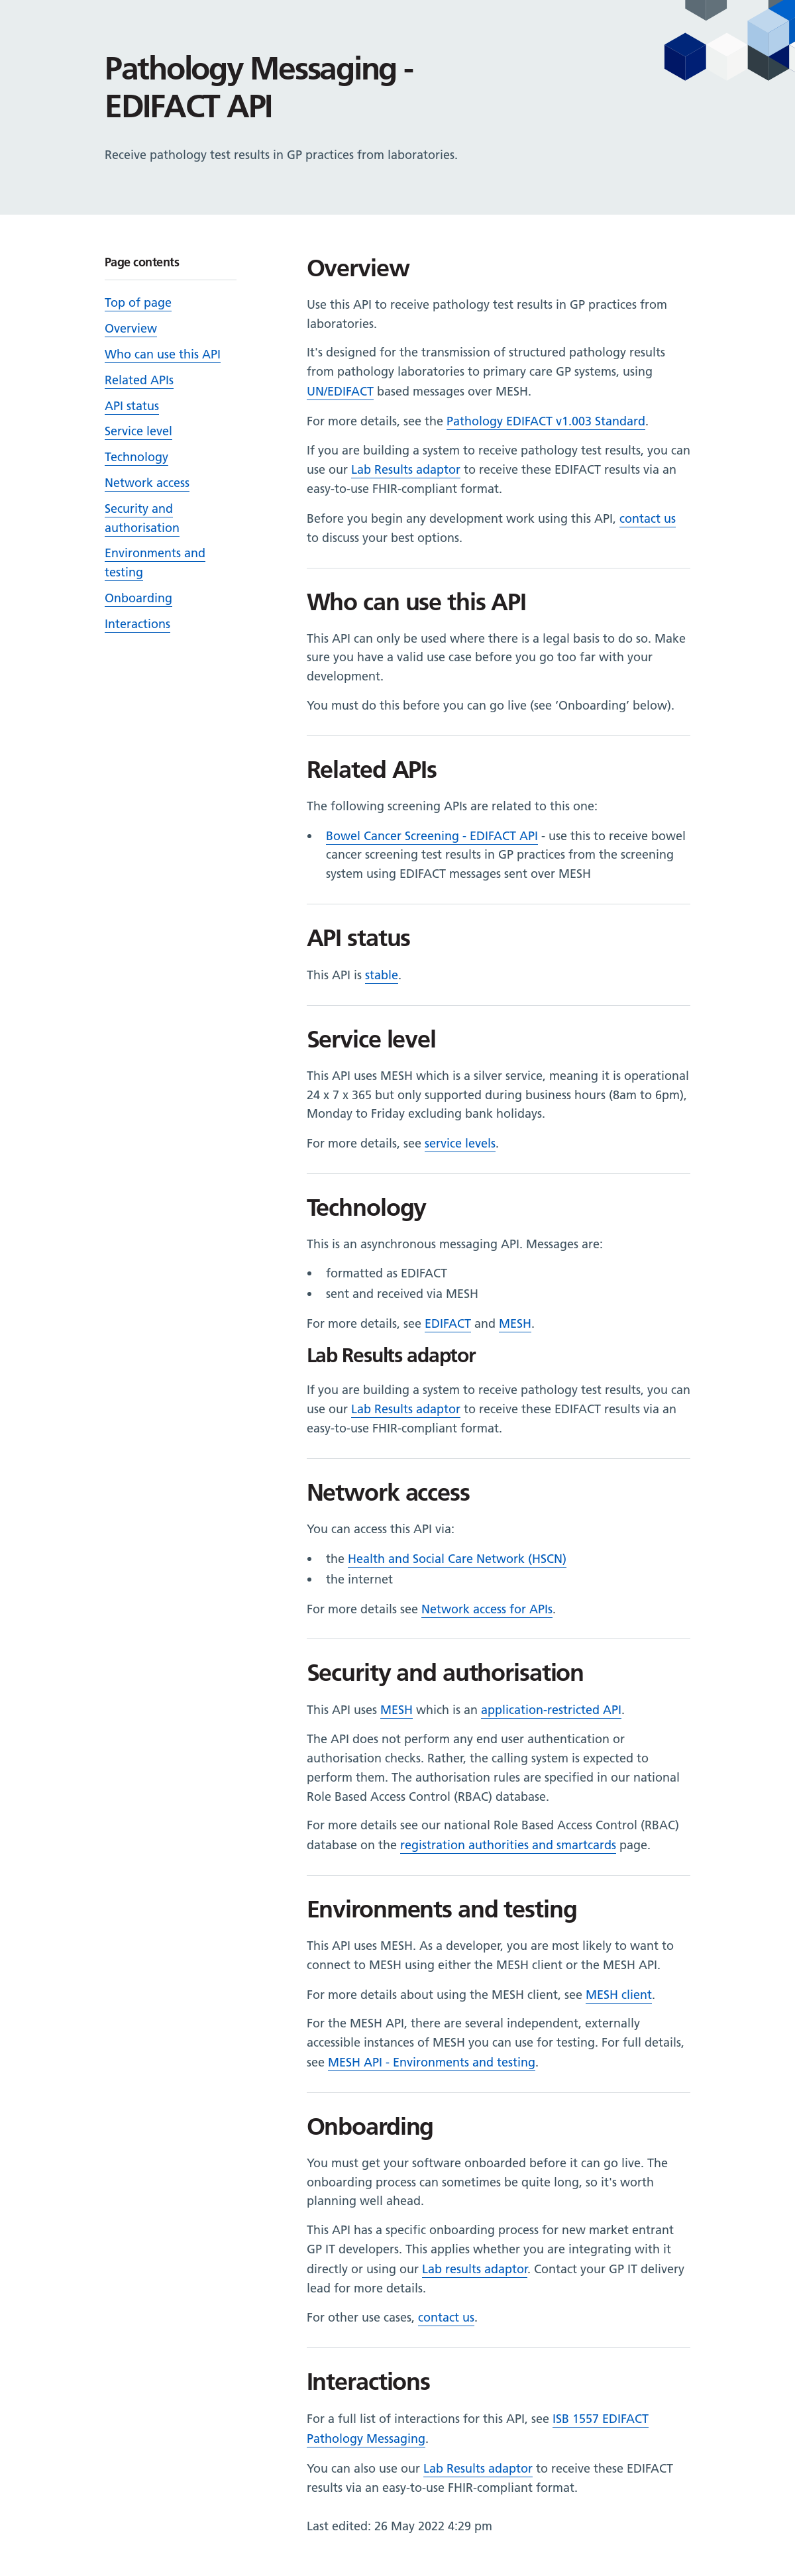 Pathology Messaging -
EDIFACT API
Receive pathology test results in GP practices from laboratories.
Page contents
Top of page
Overview
Who can use this API
Related APIs
API status
Service level
Technology
Network access
Security and
authorisation
Environments and
testing
Onboarding
Interactions
Overview
Use this API to receive pathology test results in GP practices from
laboratories.
It's designed for the transmission of structured pathology results
from pathology laboratories to primary care GP systems, using
UN/EDIFACT based messages over MESH.
For more details, see the Pathology EDIFACT v1.003 Standard.
If you are building a system to receive pathology test results, you can
use our Lab Results adaptor to receive these EDIFACT results via an
easy-to-use FHIR-compliant format.
Before you begin any development work using this API, contact us
to discuss your best options.
Who can use this API
This API can only be used where there is a legal basis to do so. Make
sure you have a valid use case before you go too far with your
development.
You must do this before you can go live (see ‘Onboarding’ below).
Related APIs
The following screening APIs are related to this one:
• Bowel Cancer Screening - EDIFACT API - use this to receive bowel
cancer screening test results in GP practices from the screening
system using EDIFACT messages sent over MESH
API status
This API is stable.
Service level
This API uses MESH which is a silver service, meaning it is operational
24 x 7 x 365 but only supported during business hours (8am to 6pm),
Monday to Friday excluding bank holidays.
For more details, see service levels.
Technology
This is an asynchronous messaging API. Messages are:
• formatted as EDIFACT
• sent and received via MESH
For more details, see EDIFACT and MESH.
Lab Results adaptor
If you are building a system to receive pathology test results, you can
use our Lab Results adaptor to receive these EDIFACT results via an
easy-to-use FHIR-compliant format.
Network access
You can access this API via:
• the Health and Social Care Network (HSCN)
• the internet
For more details see Network access for APIs.
Security and authorisation
This API uses MESH which is an application-restricted API.
The API does not perform any end user authentication or
authorisation checks. Rather, the calling system is expected to
perform them. The authorisation rules are specified in our national
Role Based Access Control (RBAC) database.
For more details see our national Role Based Access Control (RBAC)
database on the registration authorities and smartcards page.
Environments and testing
This API uses MESH. As a developer, you are most likely to want to
connect to MESH using either the MESH client or the MESH API.
For more details about using the MESH client, see MESH client.
For the MESH API, there are several independent, externally
accessible instances of MESH you can use for testing. For full details,
see MESH API - Environments and testing.
Onboarding
You must get your software onboarded before it can go live. The
onboarding process can sometimes be quite long, so it's worth
planning well ahead.
This API has a specific onboarding process for new market entrant
GP IT developers. This applies whether you are integrating with it
directly or using our Lab results adaptor. Contact your GP IT delivery
lead for more details.
For other use cases, contact us.
Interactions
For a full list of interactions for this API, see ISB 1557 EDIFACT
Pathology Messaging.
You can also use our Lab Results adaptor to receive these EDIFACT
results via an easy-to-use FHIR-compliant format.
Last edited: 26 May 2022 4:29 pm